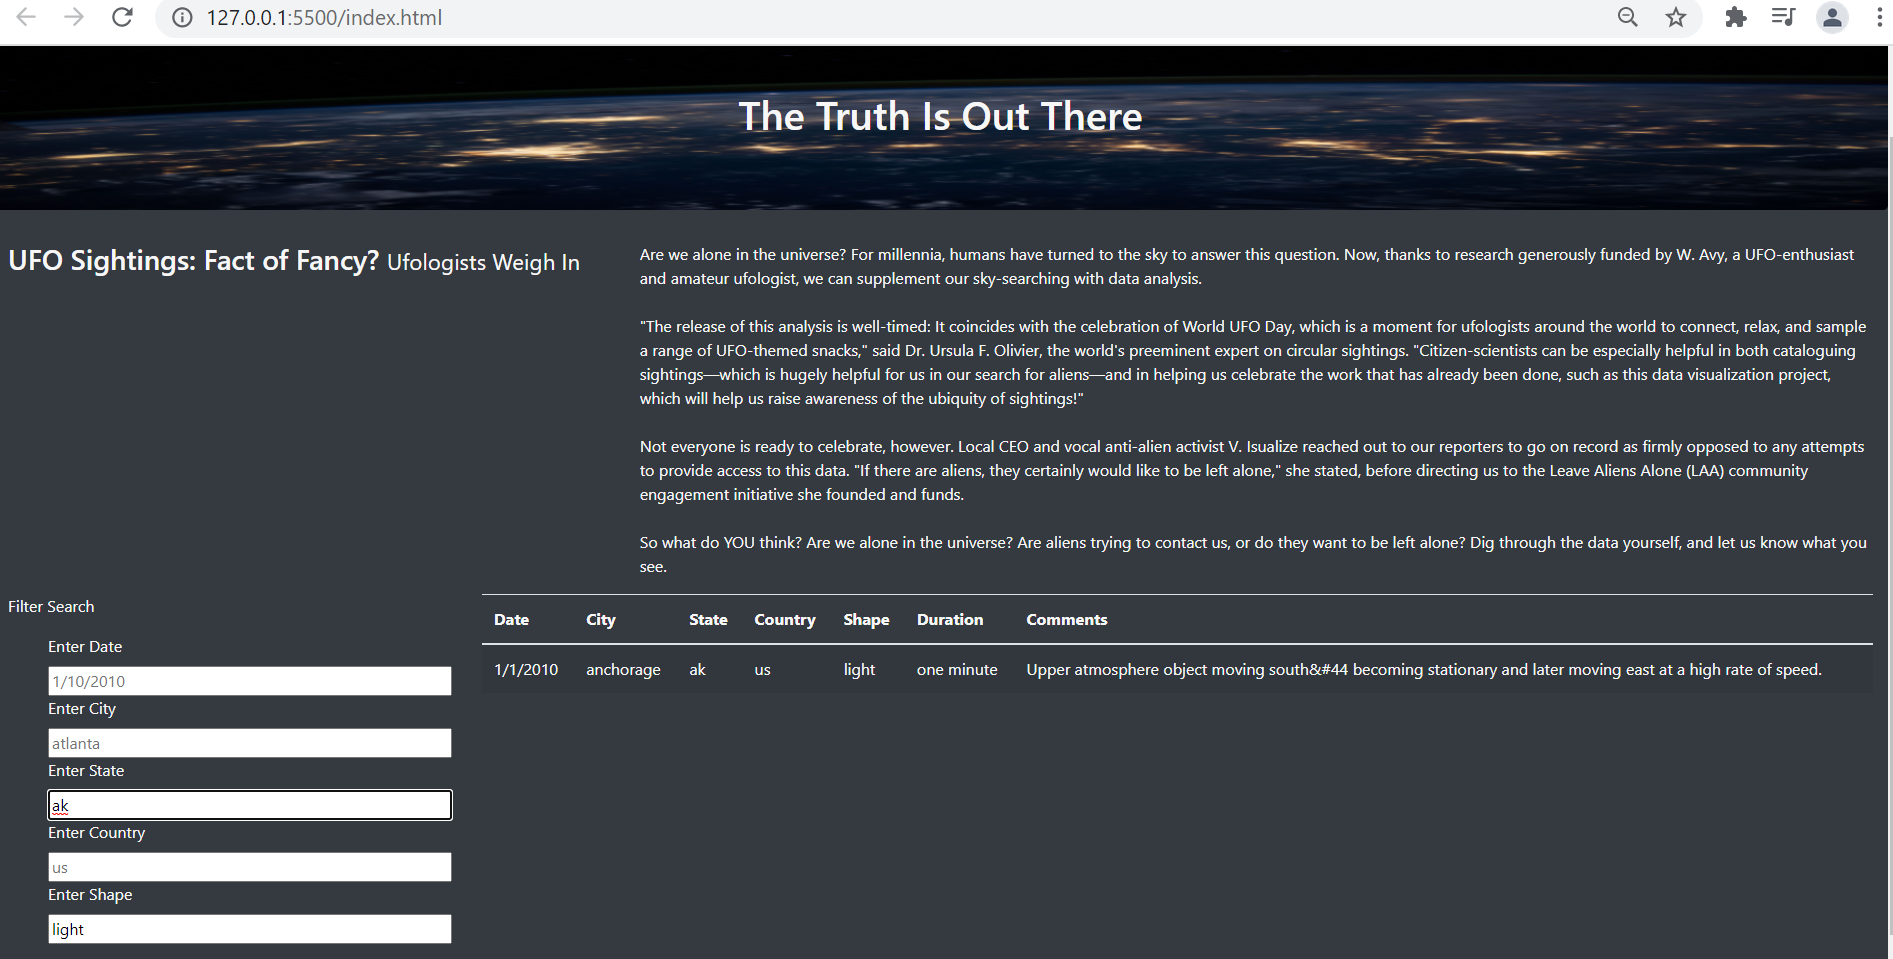 127.0.0.1:5500/index.html
The Truth Is Out There
UFO Sightings: Fact of Fancy? Ufologists Weigh In
Are we alone in the universe? For millennia, humans have turned to the sky to answer this question. Now, thanks to research generously funded by W. Avy, a UFO-enthusiast
and amateur ufologist, we can supplement our sky-searching with data analysis.
"The release of this analysis is well-timed: It coincides with the celebration of World UFO Day, which is a moment for ufologists around the world to connect, relax, and sample
a range of UFO-themed snacks," said Dr. Ursula F. Olivier, the world's preeminent expert on circular sightings. "Citizen-scientists can be especially helpful in both cataloguing
sightings—which is hugely helpful for us in our search for aliens—and in helping us celebrate the work that has already been done, such as this data visualization project,
which will help us raise awareness of the ubiquity of sightings!"
Not everyone is ready to celebrate, however. Local CEO and vocal anti-alien activist V. Isualize reached out to our reporters to go on record as firmly opposed to any attempts
to provide access to this data. "If there are aliens, they certainly would like to be left alone," she stated, before directing us to the Leave Aliens Alone (LAA) community
engagement initiative she founded and funds.
So what do YOU think? Are we alone in the universe? Are aliens trying to contact us, or do they want to be left alone? Dig through the data yourself, and let us know what you
see.
Filter Search
Enter Date
1/10/2010
Enter City
atlanta
Enter State
ak
Enter Country
us
Enter Shape
light
Date City State Country Shape Duration Comments
1/1/2010 anchorage ak us light one minute Upper atmosphere object moving south&#44 becoming stationary and later moving east at a high rate of speed.